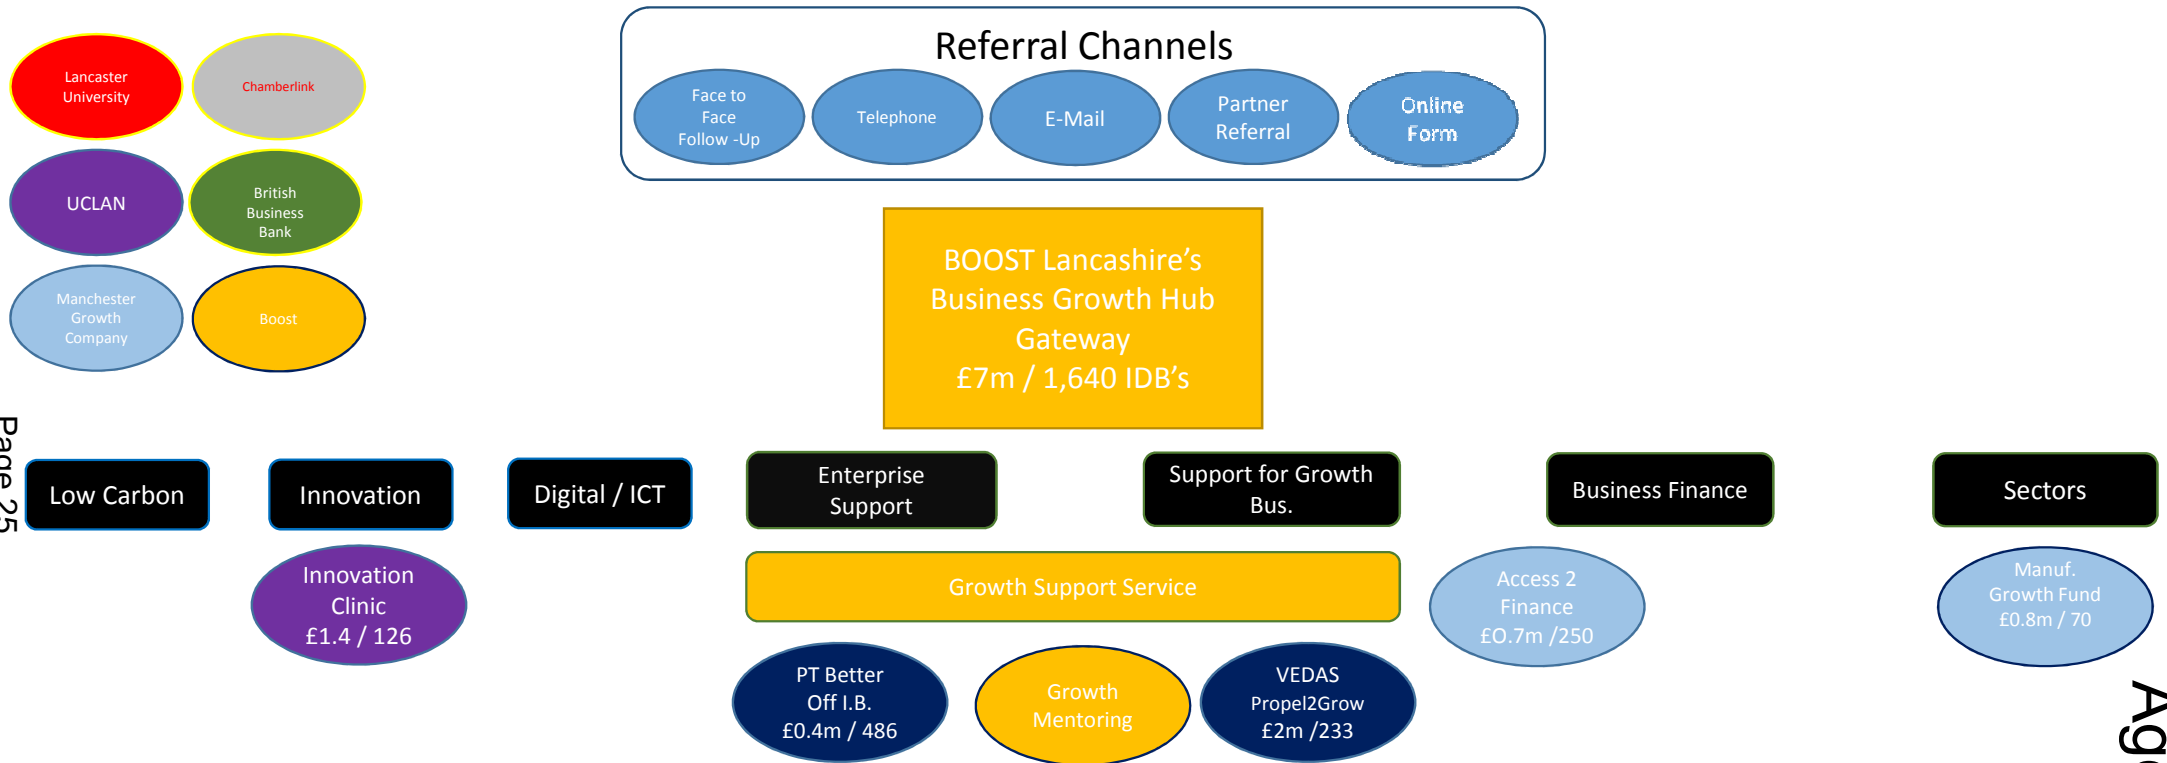 Referral Channels
Lancaster
University
Chamberlink
Face to
Face
Follow -Up
Telephone
E-Mail
Partner
Referral
Online
Form
UCLAN
British
Business
Bank
Manchester
Growth
Company
Boost
BOOST Lancashire’s
Business Growth Hub
Gateway
£7m / 1,640 IDB’s
Page 25
Low Carbon
Innovation
Digital / ICT
Enterprise
Support
Support for Growth
Bus.
Business Finance
Sectors
Innovation
Clinic
£1.4 / 126
Growth Support Service
Access 2
Finance
£O.7m /250
Manuf.
Growth Fund
£0.8m / 70
PT Better
Off I.B.
£0.4m / 486
Growth
Mentoring
VEDAS
Propel2Grow
£2m /233